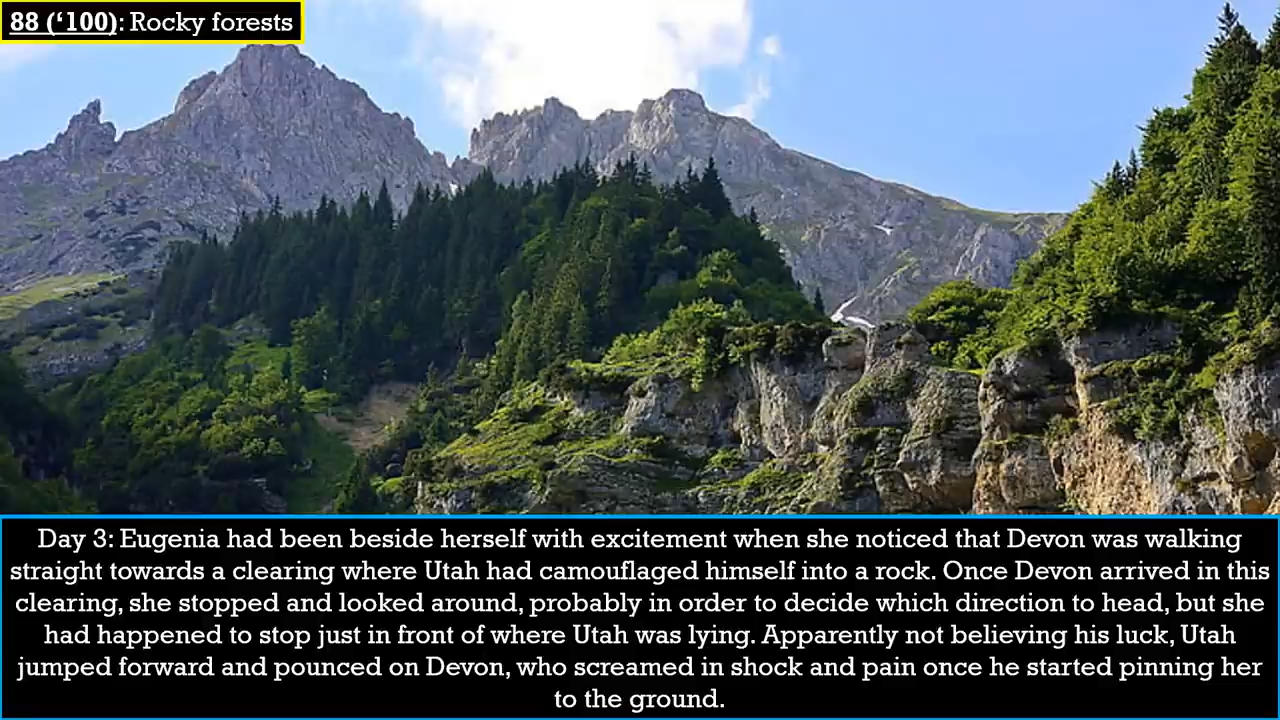 88 (‘100): Rocky forests
Day 3: Eugenia had been beside herself with excitement when she noticed that Devon was walking
straight towards a clearing where Utah had camouflaged himself into a rock. Once Devon arrived in this
clearing, she stopped and looked around, probably in order to decide which direction to head, but she
had happened to stop just in front of where Utah was lying. Apparently not believing his luck, Utah
jumped forward and pounced on Devon, who screamed in shock and pain once he started pinning her
to the ground.